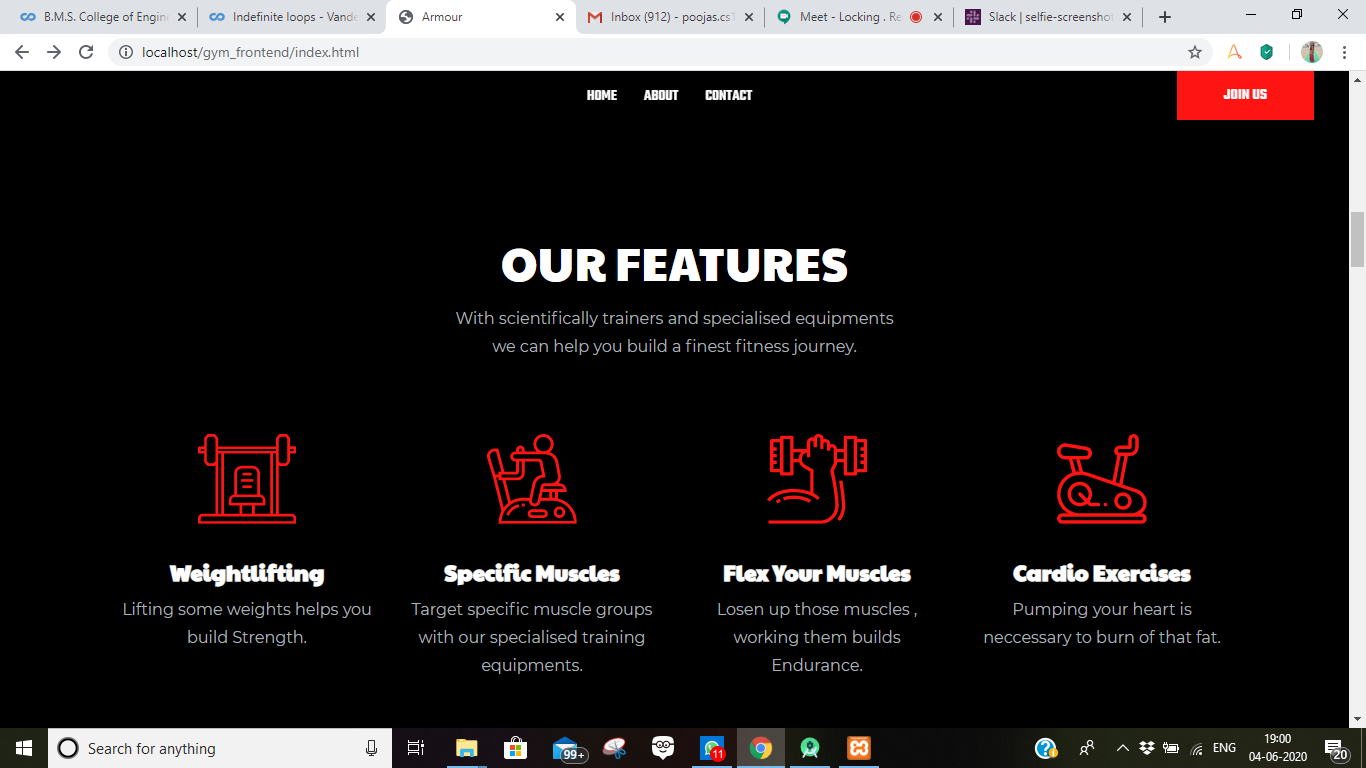 B.M.S. College of Engin
Indefinite loops - Vande
Armour
Inbox (912) - poojas.cs1
Meet - Locking . Re
Slack | selfie-screenshot
localhost/gym_frontend/index.html
HOME ABOUT CONTACT
JOIN US
OUR FEATURES
With scientifically trainers and specialised equipments
we can help you build a finest fitness journey.
Weightlifting
Lifting some weights helps you
build Strength.
Specific Muscles
Target specific muscle groups
with our specialised training
equipments.
Flex Your Muscles
Losen up those muscles ,
working them builds
Endurance.
Cardio Exercises
Pumping your heart is
neccessary to burn of that fat.
Search for anything
99+
11
ENG
19:00
04-06-2020
20